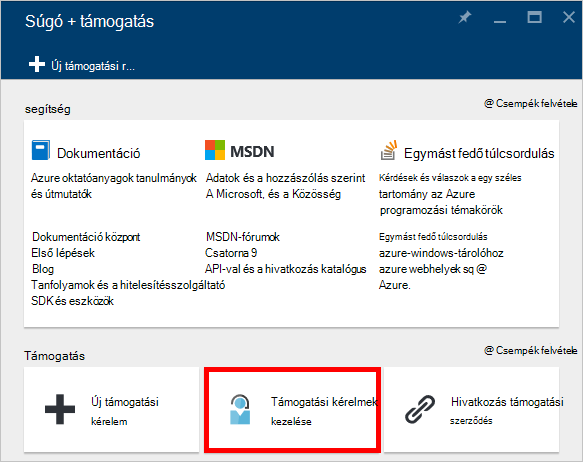 Súgó + támogatás
Új támogatási r...
segítség
@ Csempék felvétele
Dokumentáció
Azure oktatóanyagok tanulmányok
és útmutatók
Dokumentáció központ
Első lépések
Blog
Tanfolyamok és a hitelesítésszolgáltató
SDK és eszközök
MSDN
Adatok és a hozzászólás szerint
A Microsoft, és a Közösség
MSDN-fórumok
Csatorna 9
API-val és a hivatkozás katalógus
Egymást fedő túlcsordulás
Kérdések és válaszok a egy széles
tartomány az Azure
programozási témakörök
Egymást fedő túlcsordulás
azure-windows-tárolóhoz
azure webhelyek sq @
Azure.
Támogatás
@ Csempék felvétele
Új támogatási
kérelem
Támogatási kérelmek
kezelése
Hivatkozás támogatási
szerződés